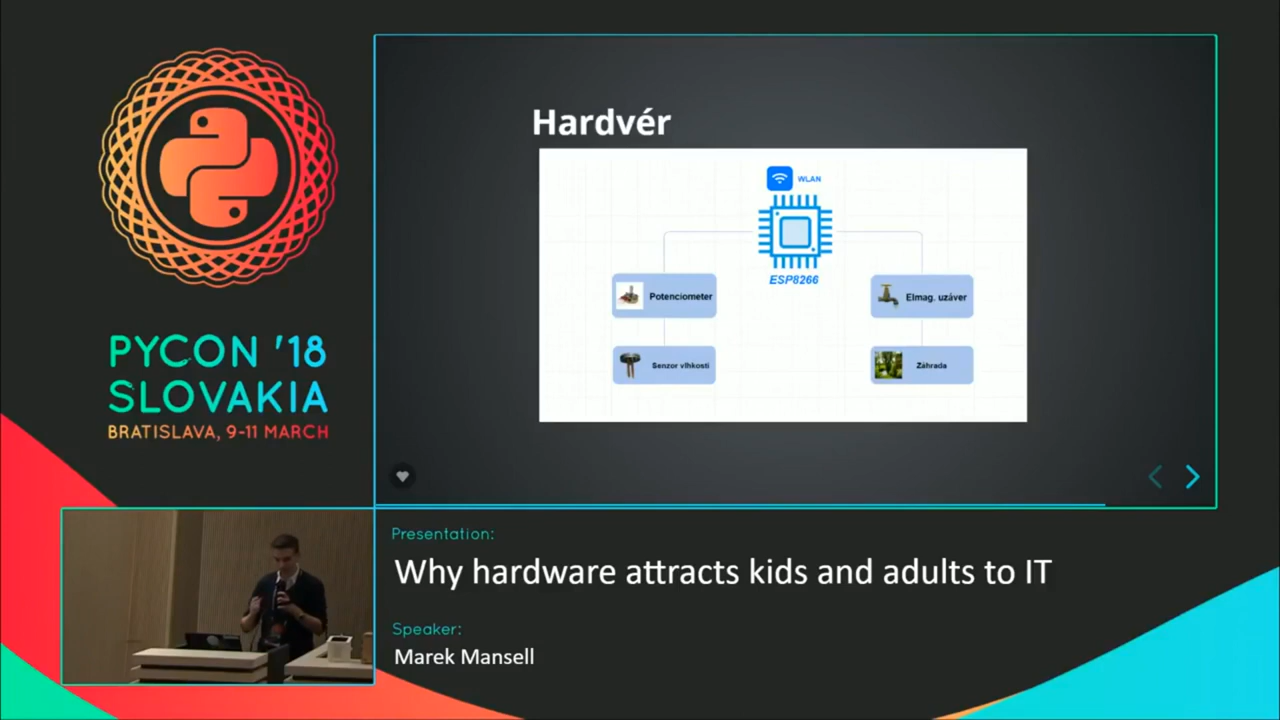 PYCON '18
SLOVAKIA
BRATISLAVA, 9-11 MARCH
Hardvér
WLAN
ESP8266
Potenciometer
Elmag. uzáver
Senzor vlhkosti
Záhrada
Presentation:
Why hardware attracts kids and adults to IT
Speaker:
Marek Mansell